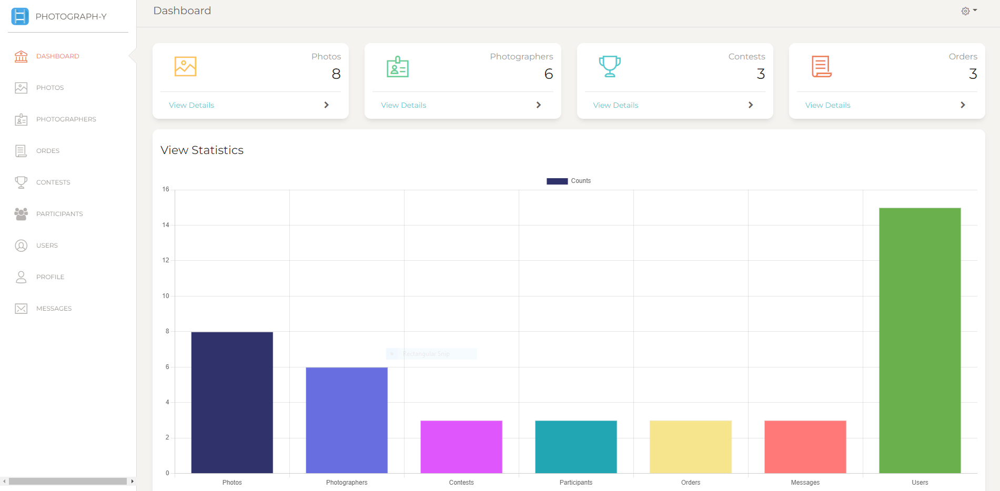 PHOTOGRAPH-Y
DASHBOARD
PHOTOS
PHOTOGRAPHERS
ORDES
CONTESTS
PARTICIPANTS
USERS
PROFILE
MESSAGES
Dashboard
Photos
8
View Details
Photographers
6
View Details
Contests
3
View Details
Orders
3
View Details
View Statistics
Counts
16
14
12
10
8
6
4
2
0
Rectangular Snip
Photos
Photographers
Contests
Participants
Orders
Messages
Users